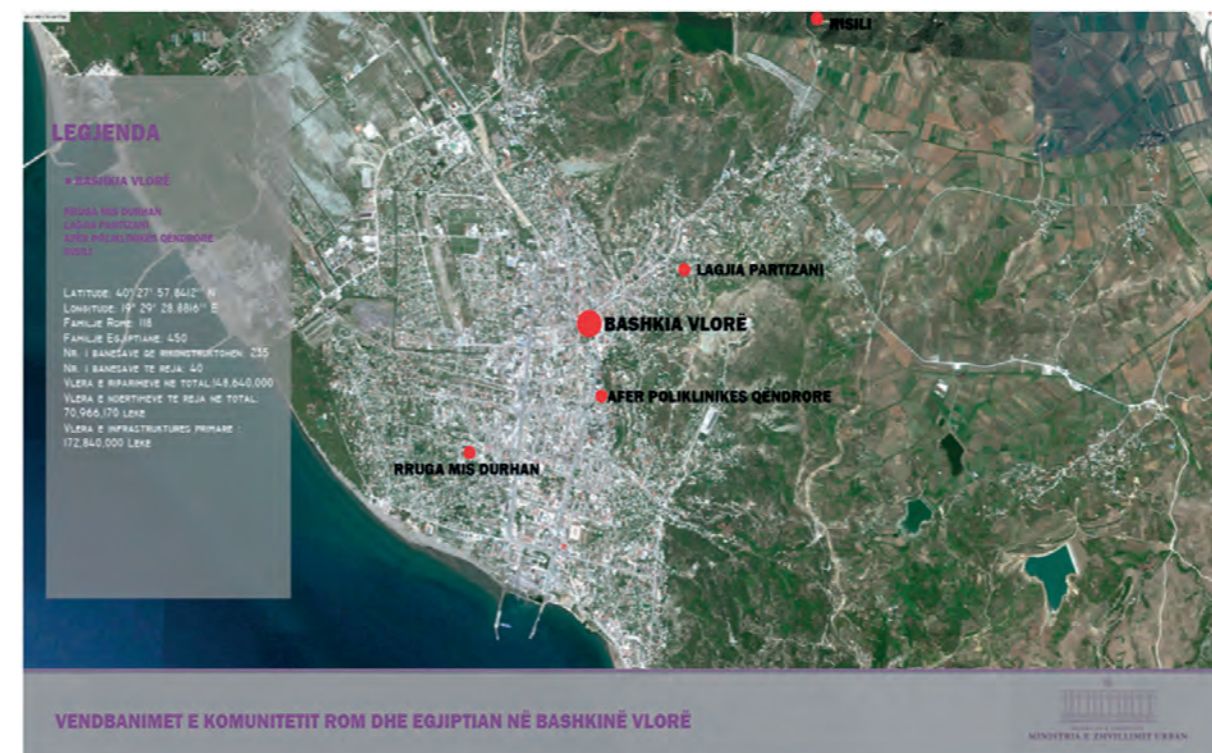 RISILI
LEGJENDA
BASHKIA VLORË
RRUGA MIS DURHAN
LAGJIA PARTIZANI
AFER POLIKLINIKES QËNDRORE
RISILI
LATITUDE: 40° 27' 57.8412" N
LONGITUDE: 19° 29' 28.8816" E
FAMILJE ROME: 118
FAMILJE EGJIPTIANE: 450
NR. I BANESAVE QE RIKONSTRUKTOHEN: 235
NR. I BANESAVE TE REJA: 40
VLERA E RIPARIMEVE NE TOTAL:148,640,000
VLERA E NDERTIMEVE TE REJA NE TOTAL:
70,966,170 LEKE
VLERA E INFRASTRUKTURES PRIMARE :
172,840,000 LEKE
LAGJIA PARTIZANI
BASHKIA VLORË
AFER POLIKLINIKES QËNDRORE
RRUGA MIS DURHAN
VENDBANIMET E KOMUNITETIT ROM DHE EGJIPTIAN NË BASHKINË VLORË
MINISTRIA E ZHVILLIMIT URBAN